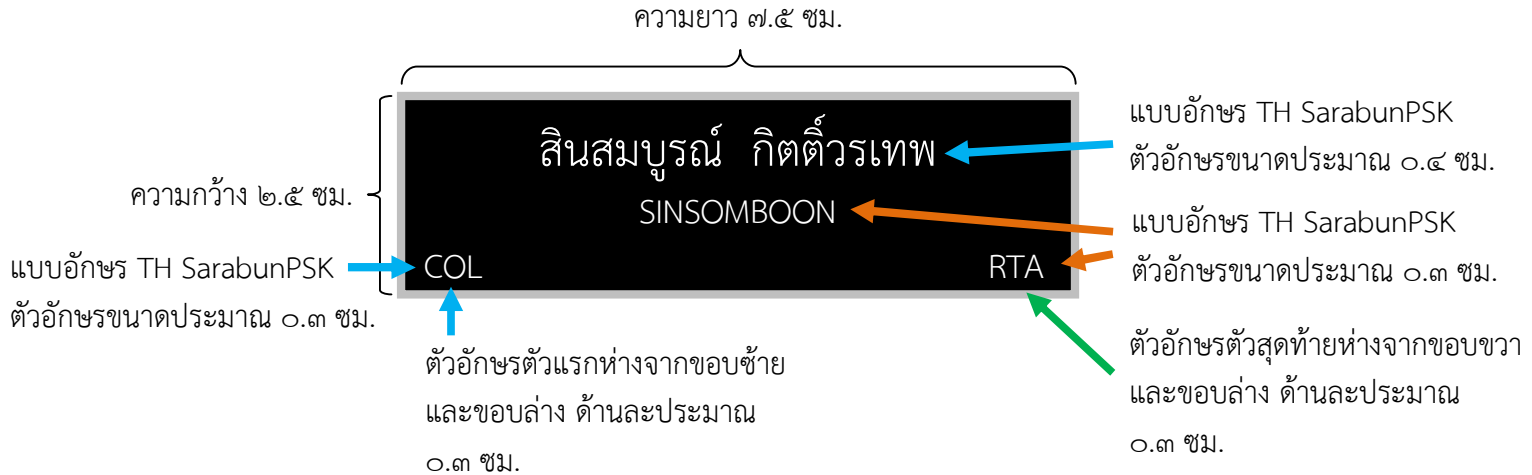 ความยาว ๗.๕ ซม.
สินสมบูรณ์ กิตติ์วรเทพ
SINSOMBOON
COL
RTA
ความกว้าง ๒.๕ ซม.
แบบอักษร TH SarabunPSK
ตัวอักษรขนาดประมาณ ๐.๓ ซม.
ตัวอักษรตัวแรกห่างจากขอบซ้าย
และขอบล่าง ด้านละประมาณ
๐.๓ ซม.
แบบอักษร TH SarabunPSK
ตัวอักษรขนาดประมาณ ๐.๔ ซม.
แบบอักษร TH SarabunPSK
ตัวอักษรขนาดประมาณ ๐.๓ ซม.
ตัวอักษรตัวสุดท้ายห่างจากขอบขวา
และขอบล่าง ด้านละประมาณ
๐.๓ ซม.